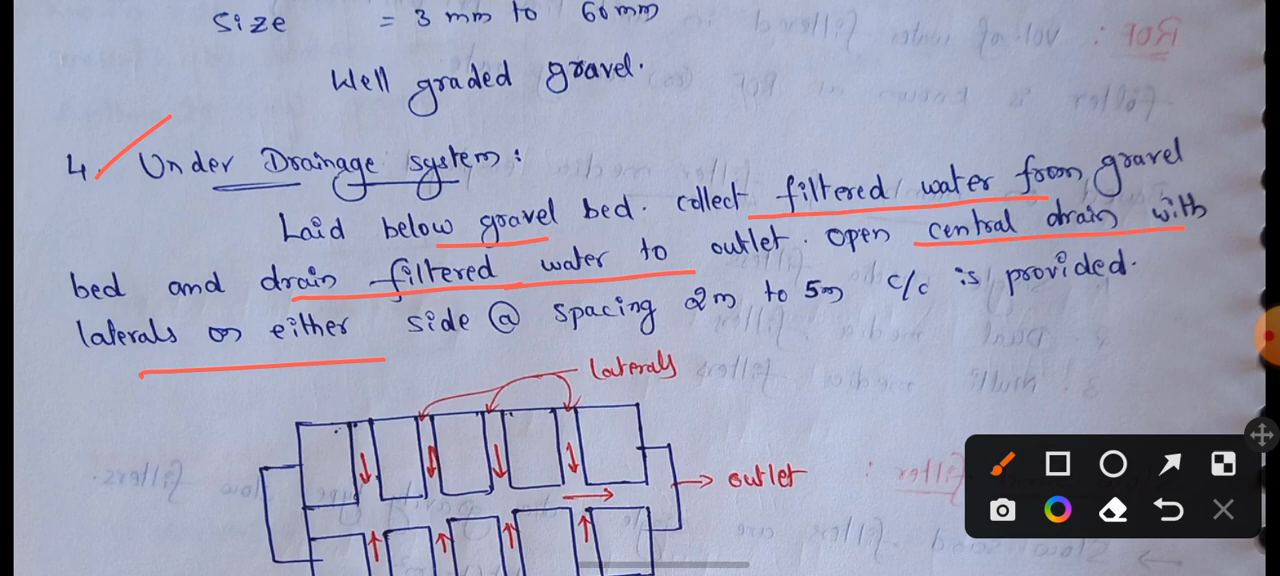 Size = 3 mm to 60mm
Well graded gravel.
4. Under Drainage system:
Laid below gravel bed. collect filtered water from gravel
bed and drain filtered water to outlet. open central drain with
laterals on either side @ spacing 2m to 5m c/c is provided.
laterals
outlet